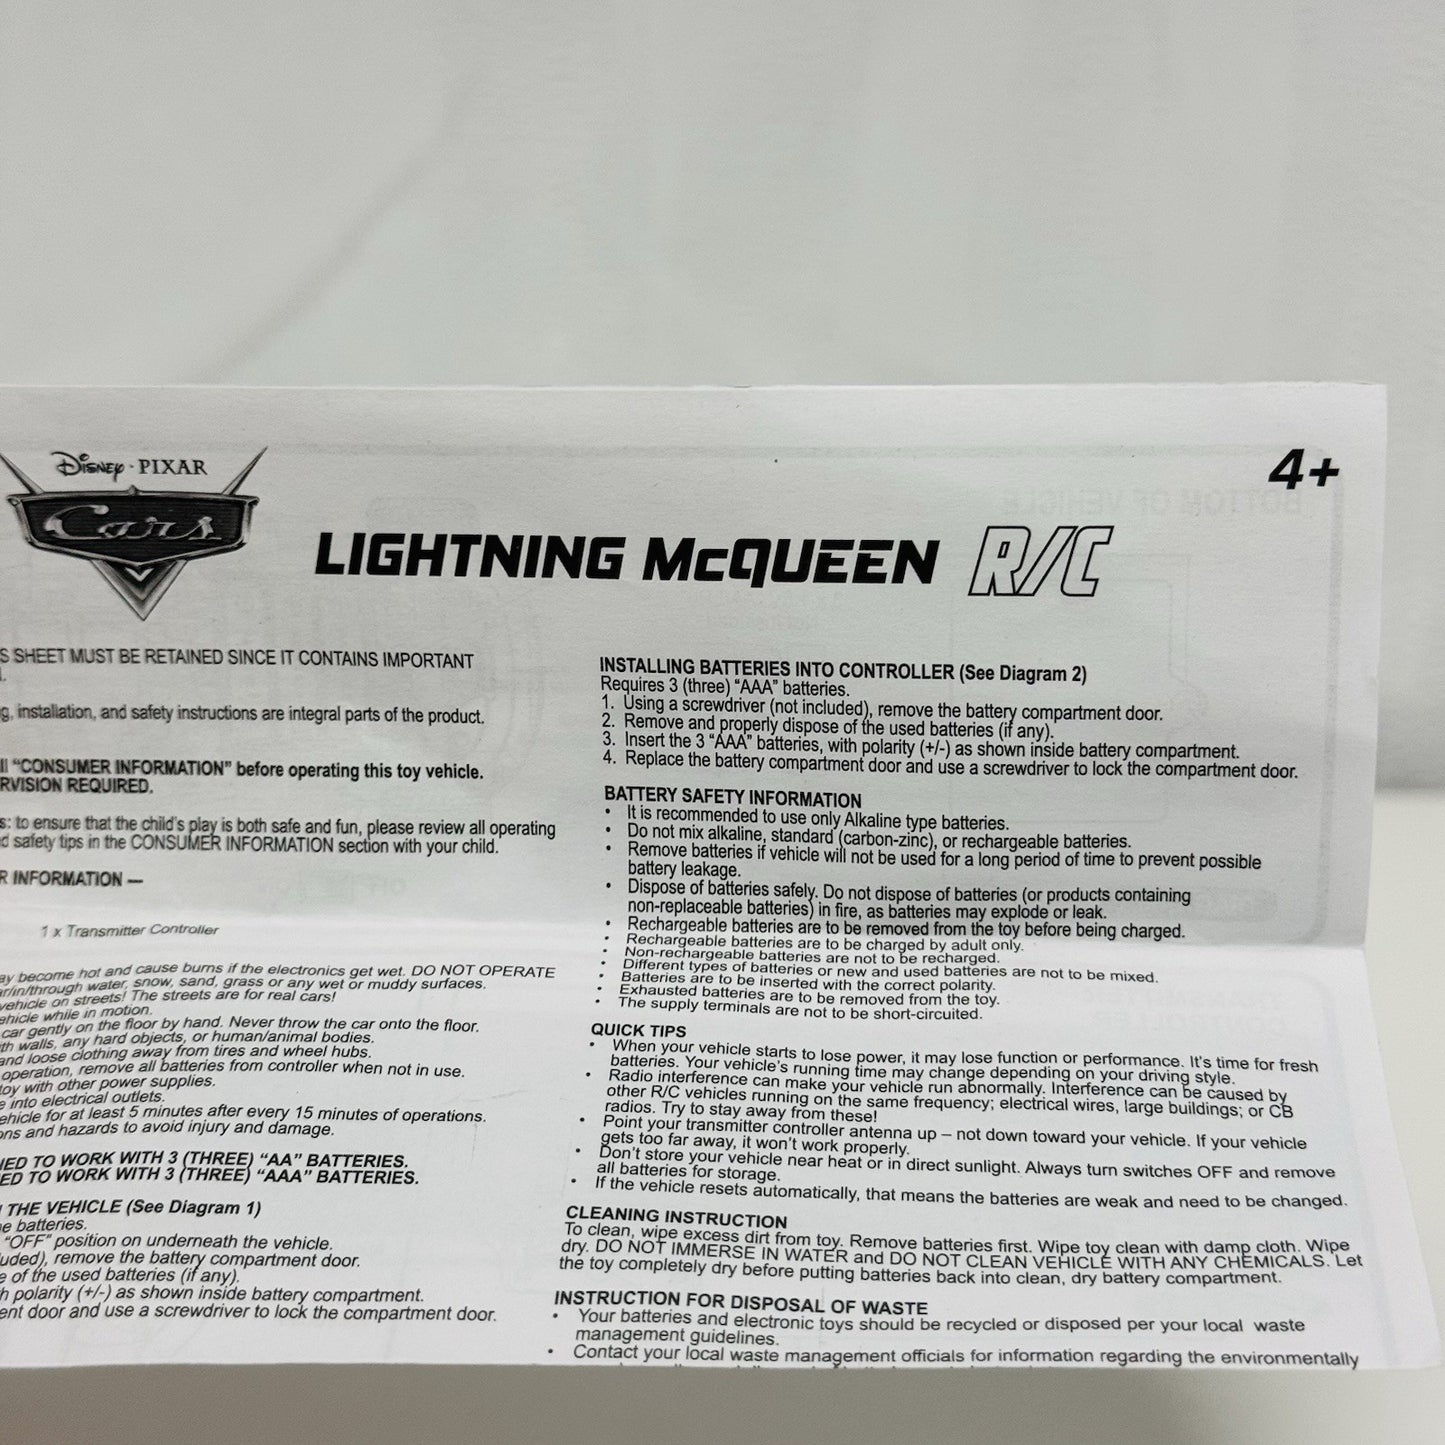 Disney · PIXAR
Cars
LIGHTNING McQUEEN R/C
4+
SHEET MUST BE RETAINED SINCE IT CONTAINS IMPORTANT
installation, and safety instructions are integral parts of the product.
“CONSUMER INFORMATION” before operating this toy vehicle.
REQUIRED.
to ensure that the child’s play is both safe and fun, please review all operating
safety tips in the CONSUMER INFORMATION section with your child.
INFORMATION —
1 x Transmitter Controller
become hot and cause burns if the electronics get wet. DO NOT OPERATE
water, snow, sand, grass or any wet or muddy surfaces.
vehicle on streets! The streets are for real cars!
vehicle while in motion.
car gently on the floor by hand. Never throw the car onto the floor.
walls, any hard objects, or human/animal bodies.
and loose clothing away from tires and wheel hubs.
operation, remove all batteries from controller when not in use.
toy with other power supplies.
into electrical outlets.
for at least 5 minutes after every 15 minutes of operations.
and hazards to avoid injury and damage.
TO WORK WITH 3 (THREE) “AA” BATTERIES.
TO WORK WITH 3 (THREE) “AAA” BATTERIES.
THE VEHICLE (See Diagram 1)
batteries.
“OFF” position on underneath the vehicle.
remove the battery compartment door.
of the used batteries (if any).
polarity (+/-) as shown inside battery compartment.
door and use a screwdriver to lock the compartment door.
INSTALLING BATTERIES INTO CONTROLLER (See Diagram 2)
Requires 3 (three) “AAA” batteries.
1. Using a screwdriver (not included), remove the battery compartment door.
2. Remove and properly dispose of the used batteries (if any).
3. Insert the 3 “AAA” batteries, with polarity (+/-) as shown inside battery compartment.
4. Replace the battery compartment door and use a screwdriver to lock the compartment door.
BATTERY SAFETY INFORMATION
• It is recommended to use only Alkaline type batteries.
• Do not mix alkaline, standard (carbon-zinc), or rechargeable batteries.
• Remove batteries if vehicle will not be used for a long period of time to prevent possible
battery leakage.
• Dispose of batteries safely. Do not dispose of batteries (or products containing
non-replaceable batteries) in fire, as batteries may explode or leak.
• Rechargeable batteries are to be removed from the toy before being charged.
• Rechargeable batteries are to be charged by adult only.
• Non-rechargeable batteries are not to be recharged.
• Different types of batteries or new and used batteries are not to be mixed.
• Batteries are to be inserted with the correct polarity.
• Exhausted batteries are to be removed from the toy.
• The supply terminals are not to be short-circuited.
QUICK TIPS
• When your vehicle starts to lose power, it may lose function or performance. It’s time for fresh
batteries. Your vehicle’s running time may change depending on your driving style.
• Radio interference can make your vehicle run abnormally. Interference can be caused by
other R/C vehicles running on the same frequency; electrical wires, large buildings; or CB
radios. Try to stay away from these!
• Point your transmitter controller antenna up – not down toward your vehicle. If your vehicle
gets too far away, it won’t work properly.
• Don’t store your vehicle near heat or in direct sunlight. Always turn switches OFF and remove
all batteries for storage.
• If the vehicle resets automatically, that means the batteries are weak and need to be changed.
CLEANING INSTRUCTION
To clean, wipe excess dirt from toy. Remove batteries first. Wipe toy clean with damp cloth. Wipe
dry. DO NOT IMMERSE IN WATER and DO NOT CLEAN VEHICLE WITH ANY CHEMICALS. Let
the toy completely dry before putting batteries back into clean, dry battery compartment.
INSTRUCTION FOR DISPOSAL OF WASTE
• Your batteries and electronic toys should be recycled or disposed per your local waste
management guidelines.
• Contact your local waste management officials for information regarding the environmentally